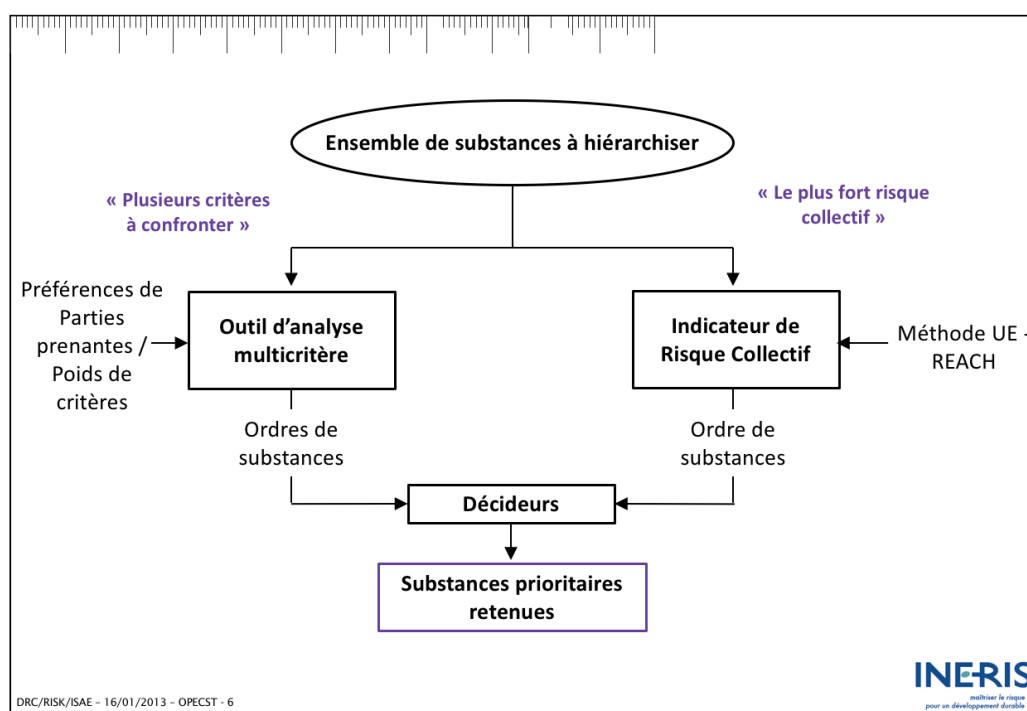 Ensemble de substances à hiérarchiser
« Plusieurs critères
à confronter »
« Le plus fort risque
collectif »
Préférences de
Parties
prenantes /
Poids de
critères
Outil d’analyse
multicritère
Indicateur de
Risque Collectif
Méthode UE -
REACH
Ordres de
substances
Ordre de
substances
Décideurs
Substances prioritaires
retenues
DRC/RISK/ISAE – 16/01/2013 – OPECST - 6
INERIS
maîtriser le risque
pour un développement durable